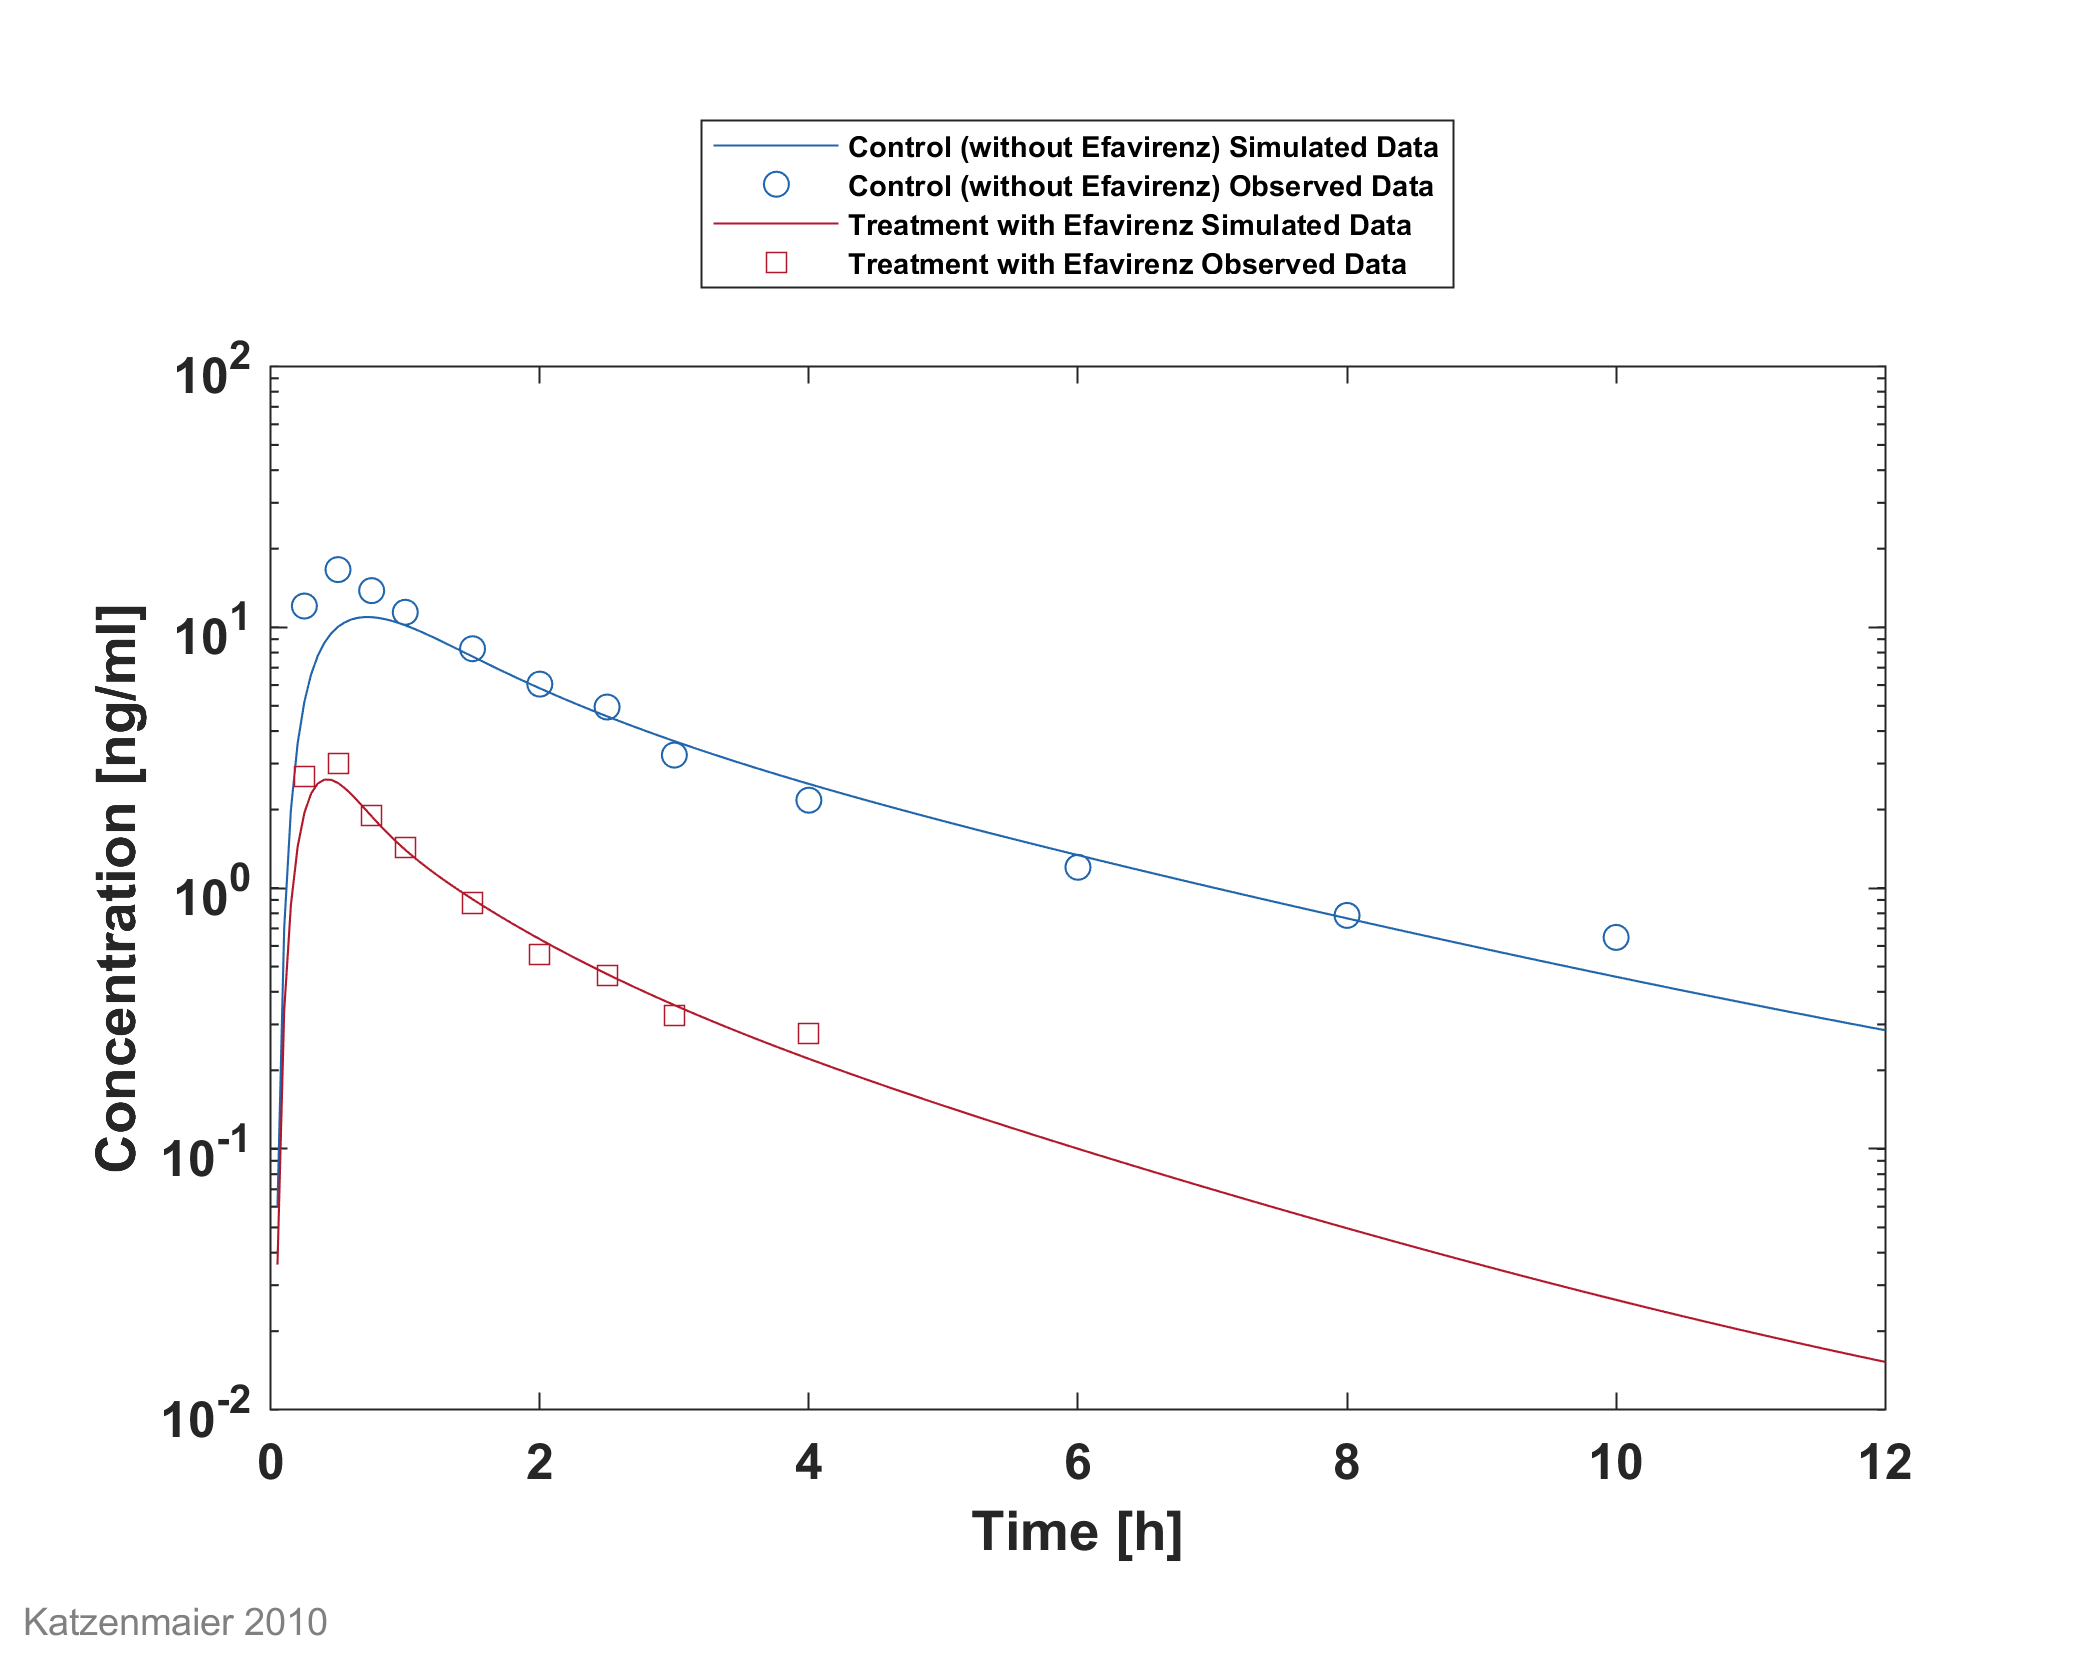 Control (without Efavirenz) Simulated Data
Control (without Efavirenz) Observed Data
Treatment with Efavirenz Simulated Data
Treatment with Efavirenz Observed Data
10^2
10^1
10^0
10^-1
10^-2
Concentration [ng/ml]
0 2 4 6 8 10 12
Time [h]
Katzenmaier 2010